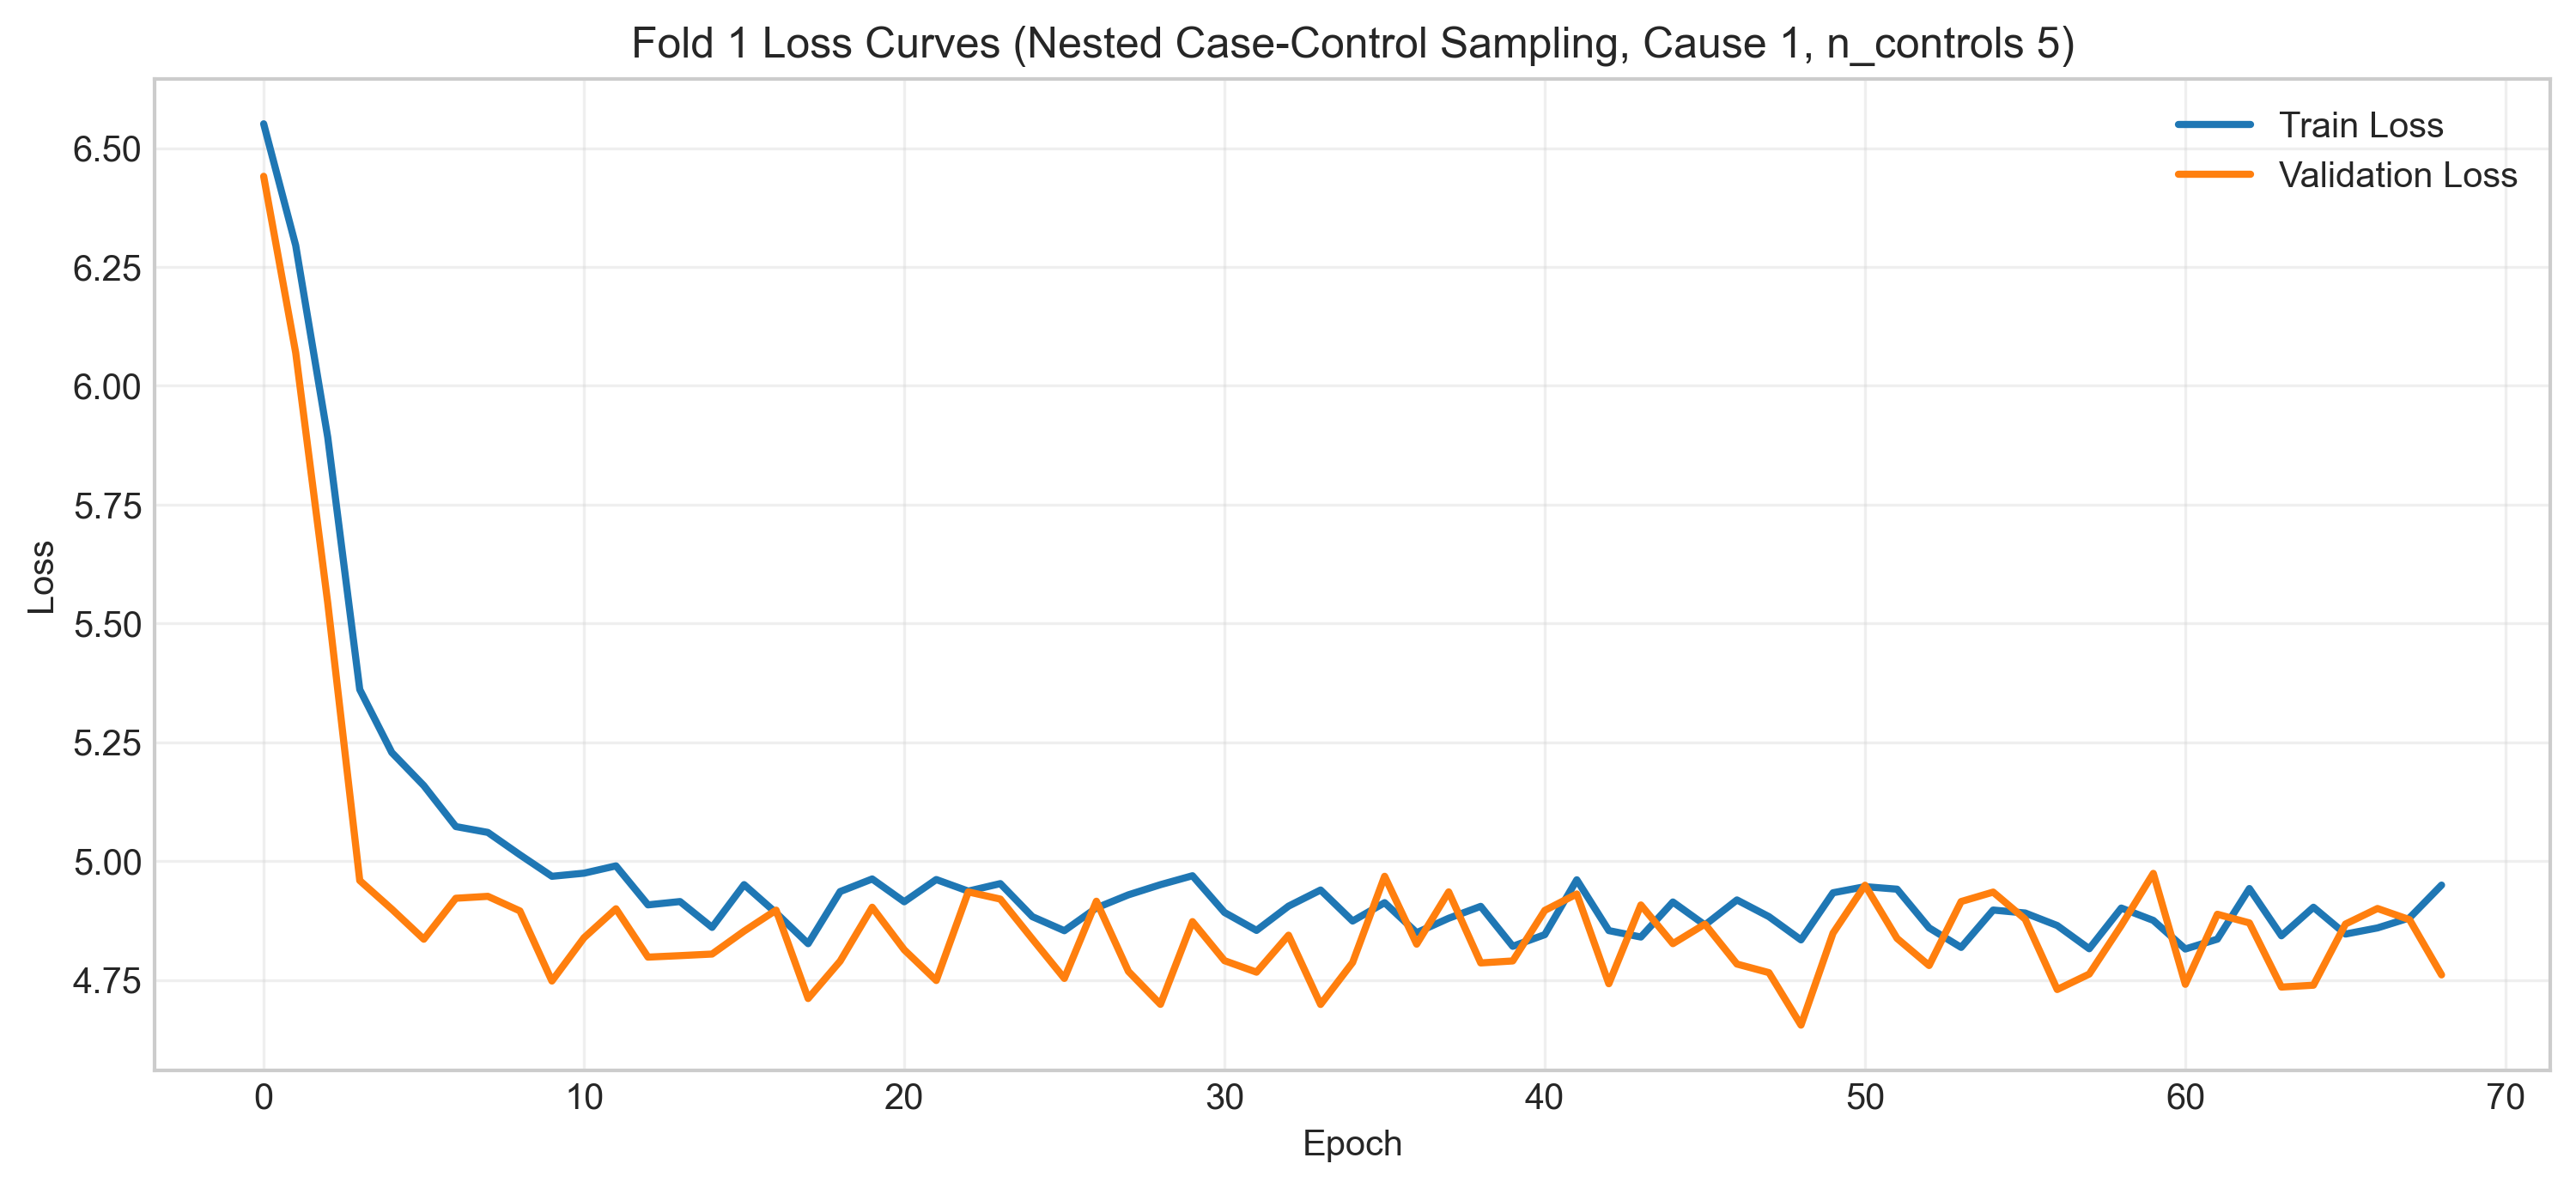 Fold 1 Loss Curves (Nested Case-Control Sampling, Cause 1, n_controls 5)
Train Loss
Validation Loss
6.50
6.25
6.00
5.75
5.50
5.25
5.00
4.75
Loss
0 10 20 30 40 50 60 70
Epoch